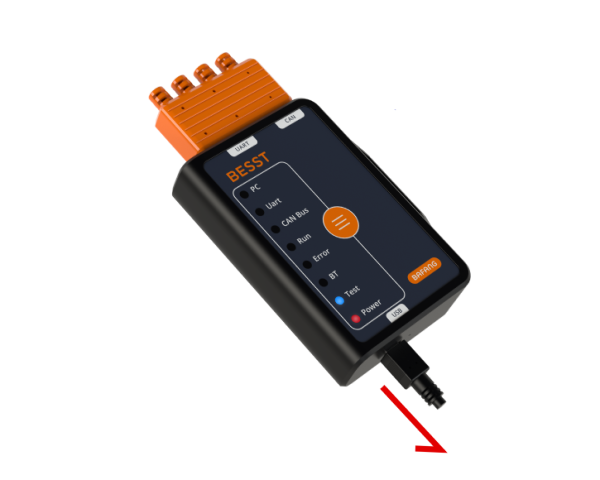 UART
CAN
BESST
PC
Uart
CAN Bus
Run
Error
BT
Test
Power
BAFANG
USB